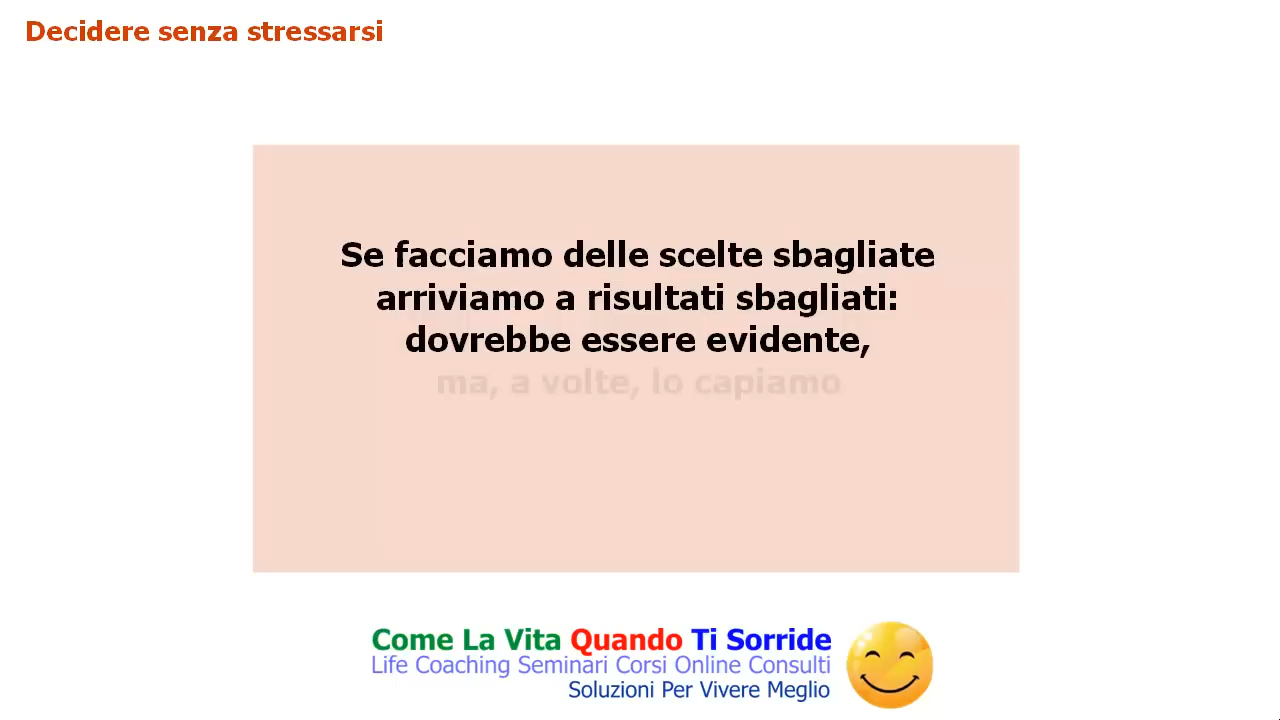 Decidere senza stressarsi
Se facciamo delle scelte sbagliate
arriviamo a risultati sbagliati:
dovrebbe essere evidente,
ma, a volte, lo capiamo
Come La Vita Quando Ti Sorride
Life Coaching Seminari Corsi Online Consulti
Soluzioni Per Vivere Meglio